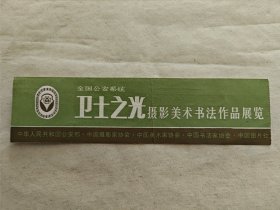 全国公安系统
卫士之光摄影美术书法作品展览
中华人民共和国公安部·中国摄影家协会·中国美术家协会·中国书法家协会·中国图片社